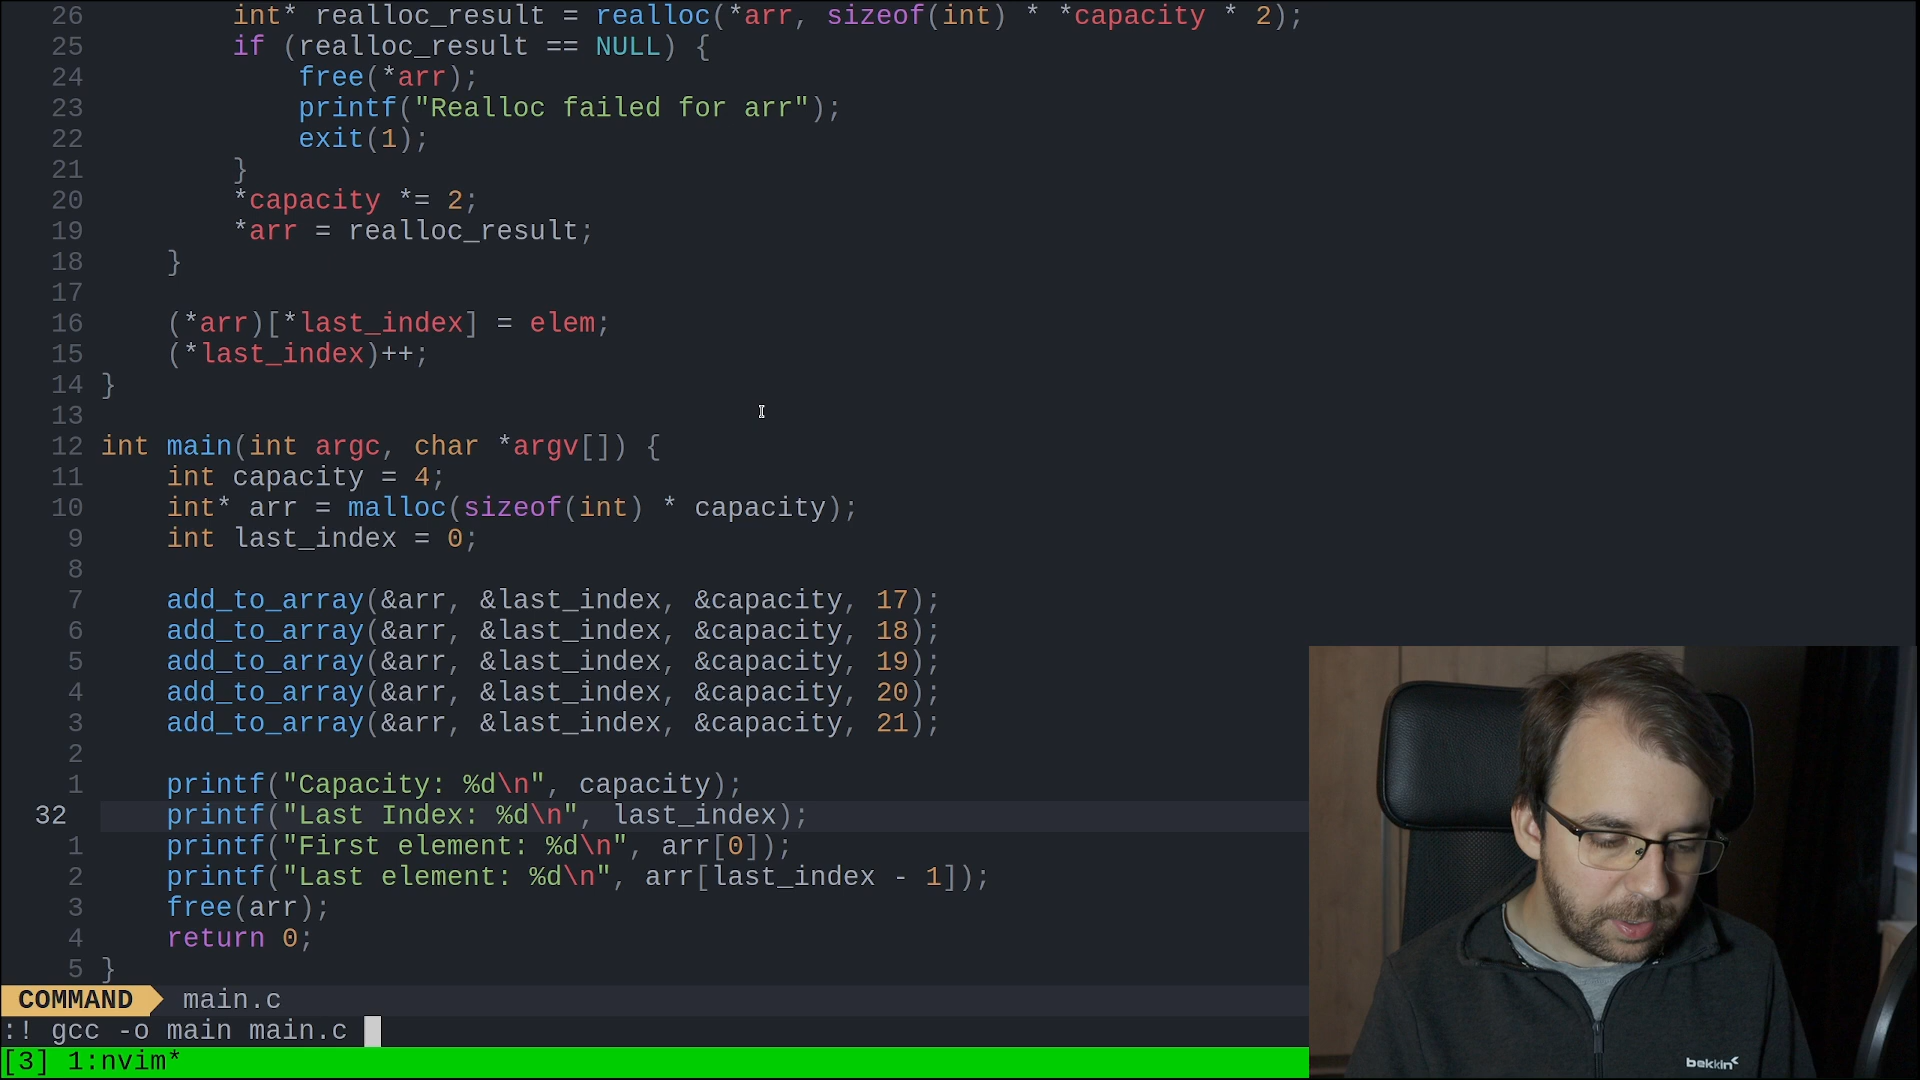 26 int* realloc_result = realloc(*arr, sizeof(int) * *capacity * 2);
25 if (realloc_result == NULL) {
24 free(*arr);
23 printf("Realloc failed for arr");
22 exit(1);
21 }
20 *capacity *= 2;
19 *arr = realloc_result;
18 }
17
16 (*arr)[*last_index] = elem;
15 (*last_index)++;
14 }
13
12 int main(int argc, char *argv[]) {
11 int capacity = 4;
10 int* arr = malloc(sizeof(int) * capacity);
9 int last_index = 0;
8
7 add_to_array(&arr, &last_index, &capacity, 17);
6 add_to_array(&arr, &last_index, &capacity, 18);
5 add_to_array(&arr, &last_index, &capacity, 19);
4 add_to_array(&arr, &last_index, &capacity, 20);
3 add_to_array(&arr, &last_index, &capacity, 21);
2
1 printf("Capacity: %d\n", capacity);
32 printf("Last Index: %d\n", last_index);
1 printf("First element: %d\n", arr[0]);
2 printf("Last element: %d\n", arr[last_index - 1]);
3 free(arr);
4 return 0;
5 }
COMMAND main.c
:! gcc -o main main.c
[3] 1:nvim*
bekkin